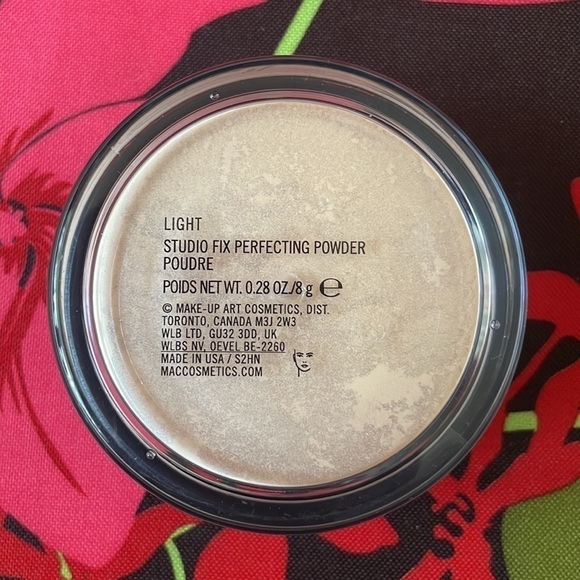 LIGHT
STUDIO FIX PERFECTING POWDER
POUDRE
POIDS NET WT. 0.28 OZ./8 g ℮
© MAKE-UP ART COSMETICS, DIST.
TORONTO, CANADA M3J 2W3
WLB LTD, GU32 3DD, UK
WLBS NV, OEVEL BE-2260
MADE IN USA / S2HN
MACCOSMETICS.COM